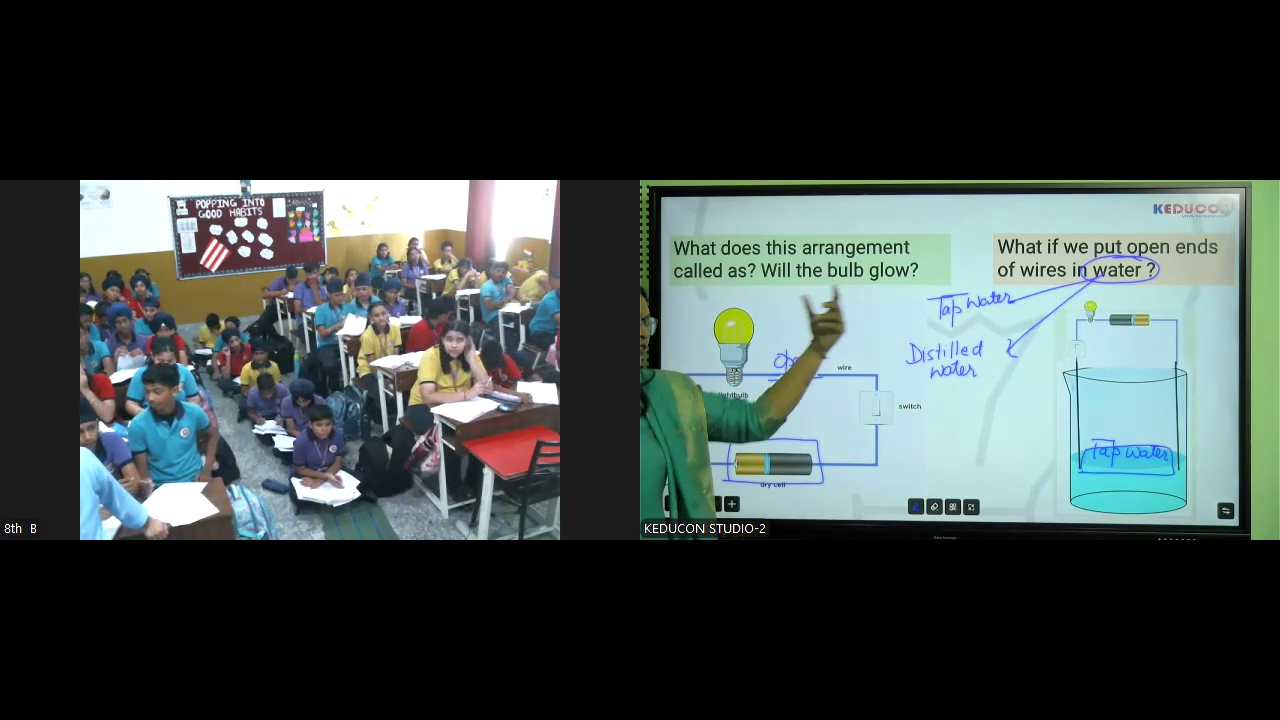 POPPING INTO
GOOD HABITS
8th B
KEDUCON
What does this arrangement
called as? Will the bulb glow?
What if we put open ends
of wires in water ?
Tap water
Distilled
water
wire
switch
lightbulb
dry cell
Tap water
KEDUCON STUDIO-2